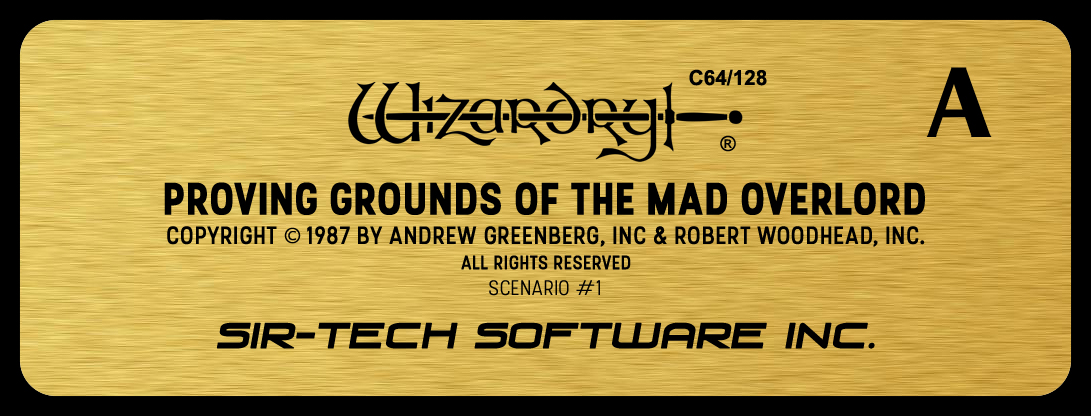 C64/128
A
Wizardry
®
PROVING GROUNDS OF THE MAD OVERLORD
COPYRIGHT © 1987 BY ANDREW GREENBERG, INC & ROBERT WOODHEAD, INC.
ALL RIGHTS RESERVED
SCENARIO #1
SIR-TECH SOFTWARE INC.